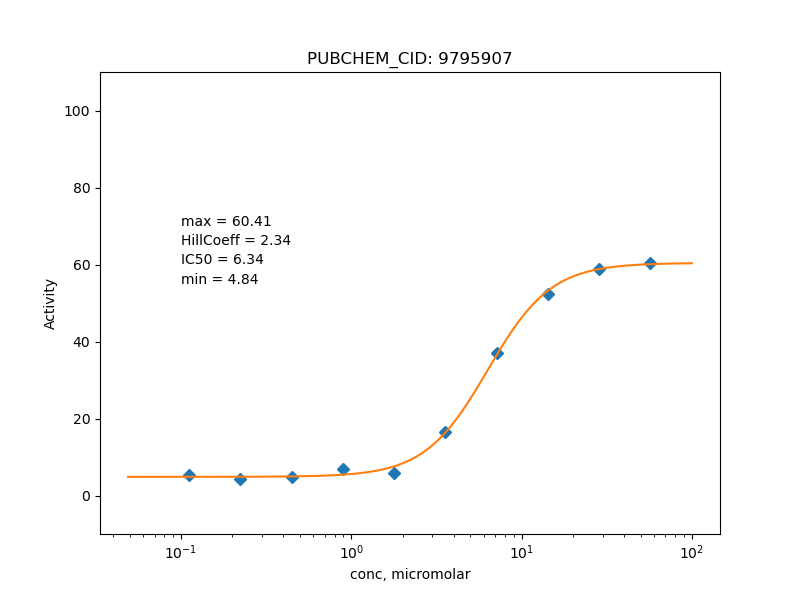 PUBCHEM_CID: 9795907
100
80
60
40
20
0
Activity
max = 60.41
HillCoeff = 2.34
IC50 = 6.34
min = 4.84
10⁻¹
10⁰
10¹
10²
conc, micromolar